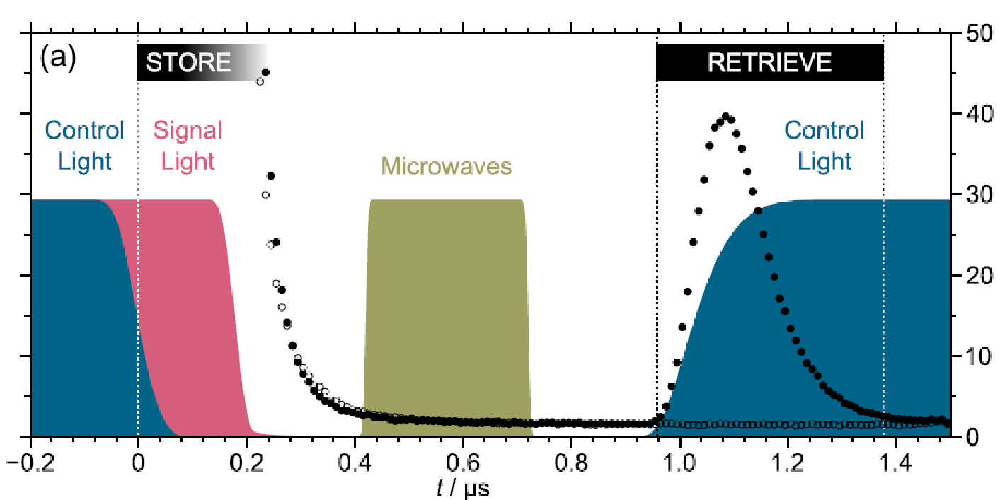 (a)
STORE
RETRIEVE
Control
Light
Signal
Light
Microwaves
Control
Light
50
40
30
20
10
0
−0.2 0 0.2 0.4 0.6 0.8 1.0 1.2 1.4
t / μs